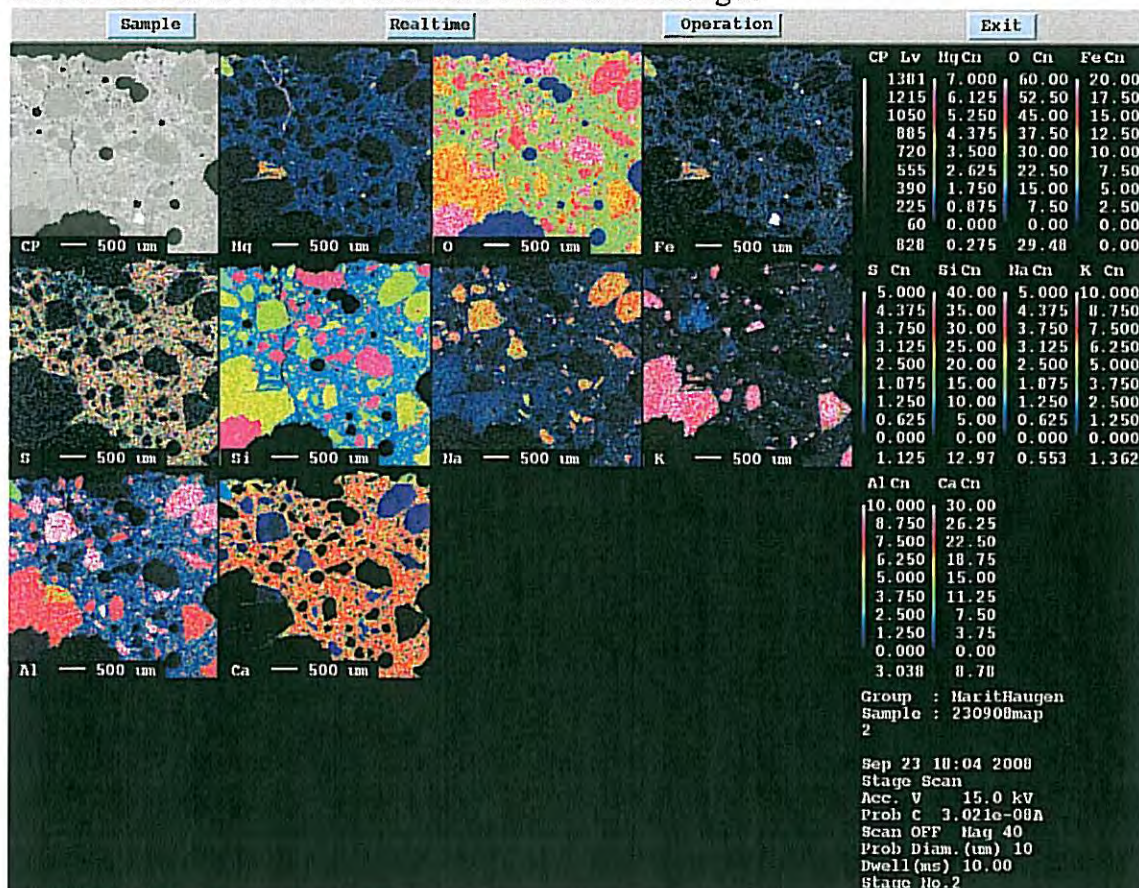 Sample Realtime Operation Exit
CP Lv MgCn O Cn FeCn
1381 7.000 60.00 20.00
1215 6.125 52.50 17.50
1050 5.250 45.00 15.00
885 4.375 37.50 12.50
720 3.500 30.00 10.00
555 2.625 22.50 7.50
390 1.750 15.00 5.00
225 0.875 7.50 2.50
60 0.000 0.00 0.00
828 0.275 29.48 0.00
CP 500 um Mg 500 um O 500 um Fe 500 um
S Cn SiCn NaCn K Cn
5.000 40.00 5.000 10.000
4.375 35.00 4.375 8.750
3.750 30.00 3.750 7.500
3.125 25.00 3.125 6.250
2.500 20.00 2.500 5.000
1.875 15.00 1.875 3.750
1.250 10.00 1.250 2.500
0.625 5.00 0.625 1.250
0.000 0.00 0.000 0.000
1.125 12.97 0.553 1.362
S 500 um Si 500 um Na 500 um K 500 um
AlCn CaCn
10.000 30.00
8.750 26.25
7.500 22.50
6.250 18.75
5.000 15.00
3.750 11.25
2.500 7.50
1.250 3.75
0.000 0.00
3.038 8.78
Al 500 um Ca 500 um
Group : MaritHaugen
Sample : 230908map
2
Sep 23 18:04 2008
Stage Scan
Acc. V 15.0 kV
Prob C 3.021e-08A
Scan OFF Mag 40
Prob Diam.(um) 10
Dwell(ms) 10.00
Stage No.2